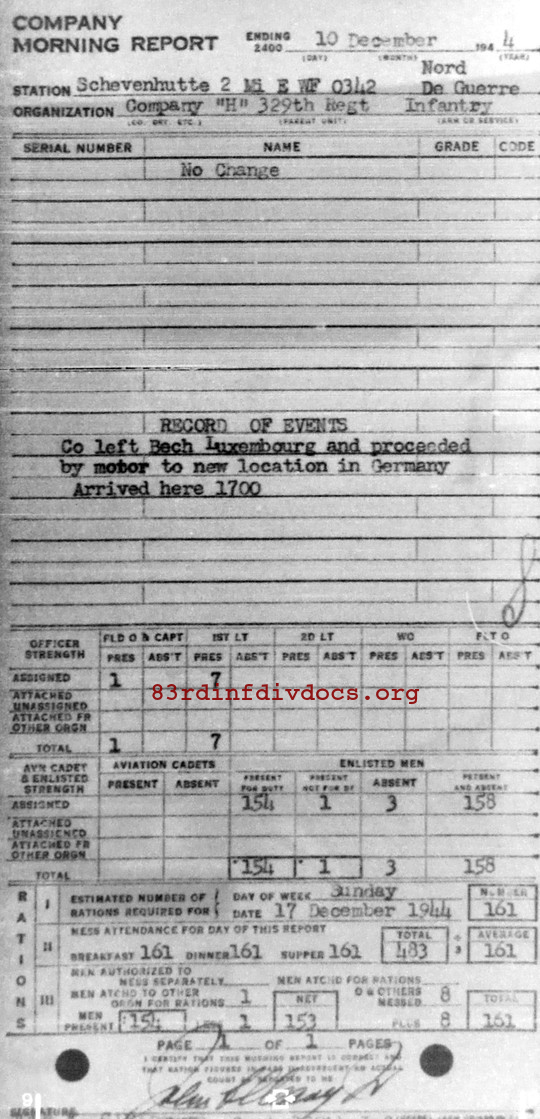 COMPANY
MORNING REPORT ENDING 2400 10 December 194 4
(DAY) (MONTH) (YEAR)
Nord
STATION Schevenhutte 2 Mi E WF 0342 De Guerre
ORGANIZATION Company "H" 329th Regt Infantry
(CO. BTY. ETC.) (PARENT UNIT) (ARM OR SERVICE)
SERIAL NUMBER NAME GRADE CODE
No Change
RECORD OF EVENTS
Co left Bech Luxembourg and proceeded
by motor to new location in Germany
Arrived here 1700
OFFICER STRENGTH FLD O & CAPT 1ST LT 2D LT WO FLT O
PRES ABS'T PRES ABS'T PRES ABS'T PRES ABS'T PRES ABS'T
ASSIGNED 1 7
83rdinfdivdocs.org
ATTACHED UNASSIGNED
ATTACHED FR OTHER ORGN
TOTAL 1 7
AVN CADET & ENLISTED STRENGTH AVIATION CADETS ENLISTED MEN
PRESENT ABSENT PRESENT FOR DUTY PRESENT NOT FOR DY ABSENT PRESENT AND ABSENT
ASSIGNED 154 1 3 158
ATTACHED UNASSIGNED
ATTACHED FR OTHER ORGN
TOTAL 154 1 3 158
RATIONS
I ESTIMATED NUMBER OF RATIONS REQUIRED FOR DAY OF WEEK Sunday NUMBER
DATE 17 December 1944 161
II MESS ATTENDANCE FOR DAY OF THIS REPORT TOTAL AVERAGE
BREAKFAST 161 DINNER 161 SUPPER 161 483 ÷ 3 161
III MEN AUTHORIZED TO MESS SEPARATELY MEN ATCHD FOR RATIONS
MEN ATCHD TO OTHER ORGN FOR RATIONS 1 NET O & OTHERS MESSED 8 TOTAL
MEN PRESENT 154 1 153 PLUS 8 161
PAGE 1 OF 1 PAGES
I CERTIFY THAT THIS MORNING REPORT IS CORRECT AND
THAT RATION FIGURES
SIGNATURE